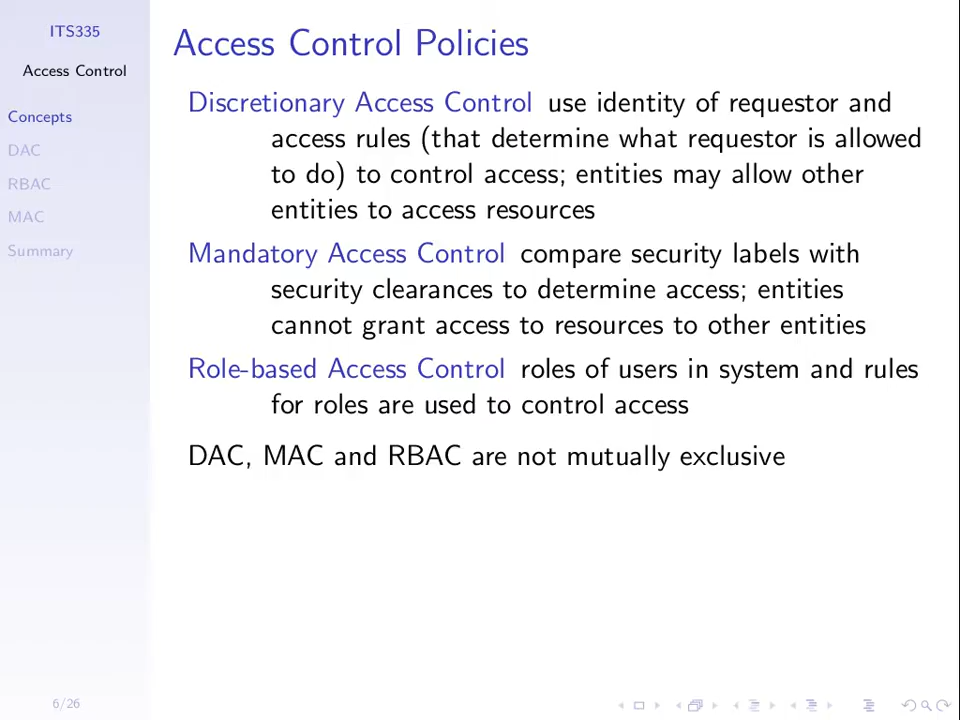 ITS335
Access Control
Concepts
DAC
RBAC
MAC
Summary
Access Control Policies
Discretionary Access Control use identity of requestor and
access rules (that determine what requestor is allowed
to do) to control access; entities may allow other
entities to access resources
Mandatory Access Control compare security labels with
security clearances to determine access; entities
cannot grant access to resources to other entities
Role-based Access Control roles of users in system and rules
for roles are used to control access
DAC, MAC and RBAC are not mutually exclusive
6/26